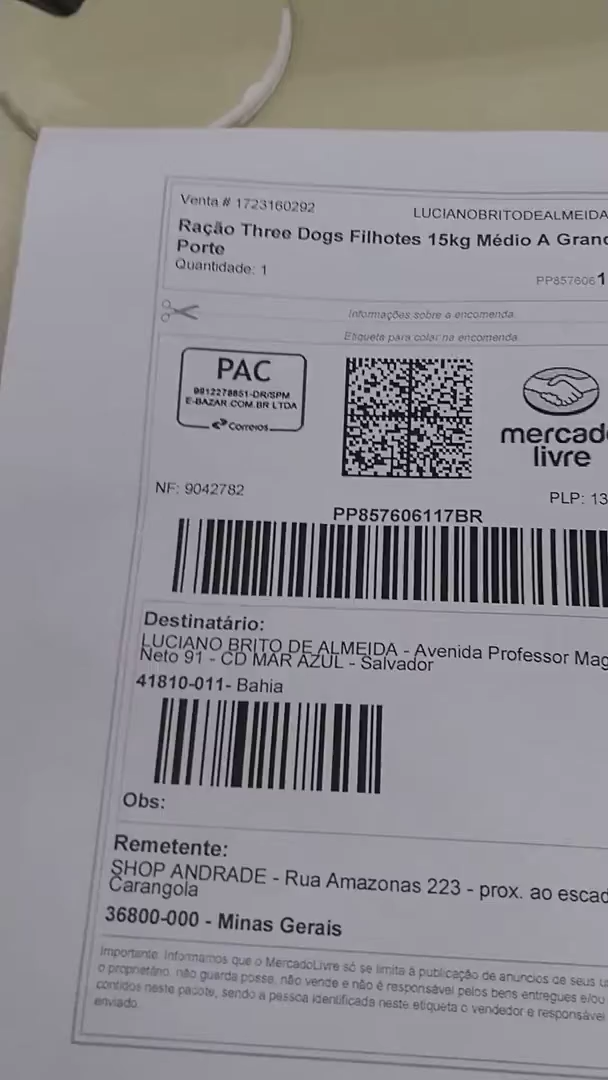 Venta # 1723160292
LUCIANOBRITODEALMEIDA
Ração Three Dogs Filhotes 15kg Médio A Grand
Porte
Quantidade: 1
PP8576061
Informações sobre a encomenda
Etiqueta para colar na encomenda
PAC
9912278851-DR/SPM
E-BAZAR.COM.BR LTDA
Correios
mercado
livre
NF: 9042782
PLP: 13
PP857606117BR
Destinatário:
LUCIANO BRITO DE ALMEIDA - Avenida Professor Mag
Neto 91 - CD MAR AZUL - Salvador
41810-011- Bahia
Obs:
Remetente:
SHOP ANDRADE - Rua Amazonas 223 - prox. ao escad
Carangola
36800-000 - Minas Gerais
Importante: Informamos que o MercadoLivre só se limita à publicação de anuncios de seus u
o proprietário, não guarda posse, não vende e não é responsável pelos bens entregues e/ou
contidos neste pacote, sendo a pessoa identificada neste etiqueta o vendedor e responsável
enviado.